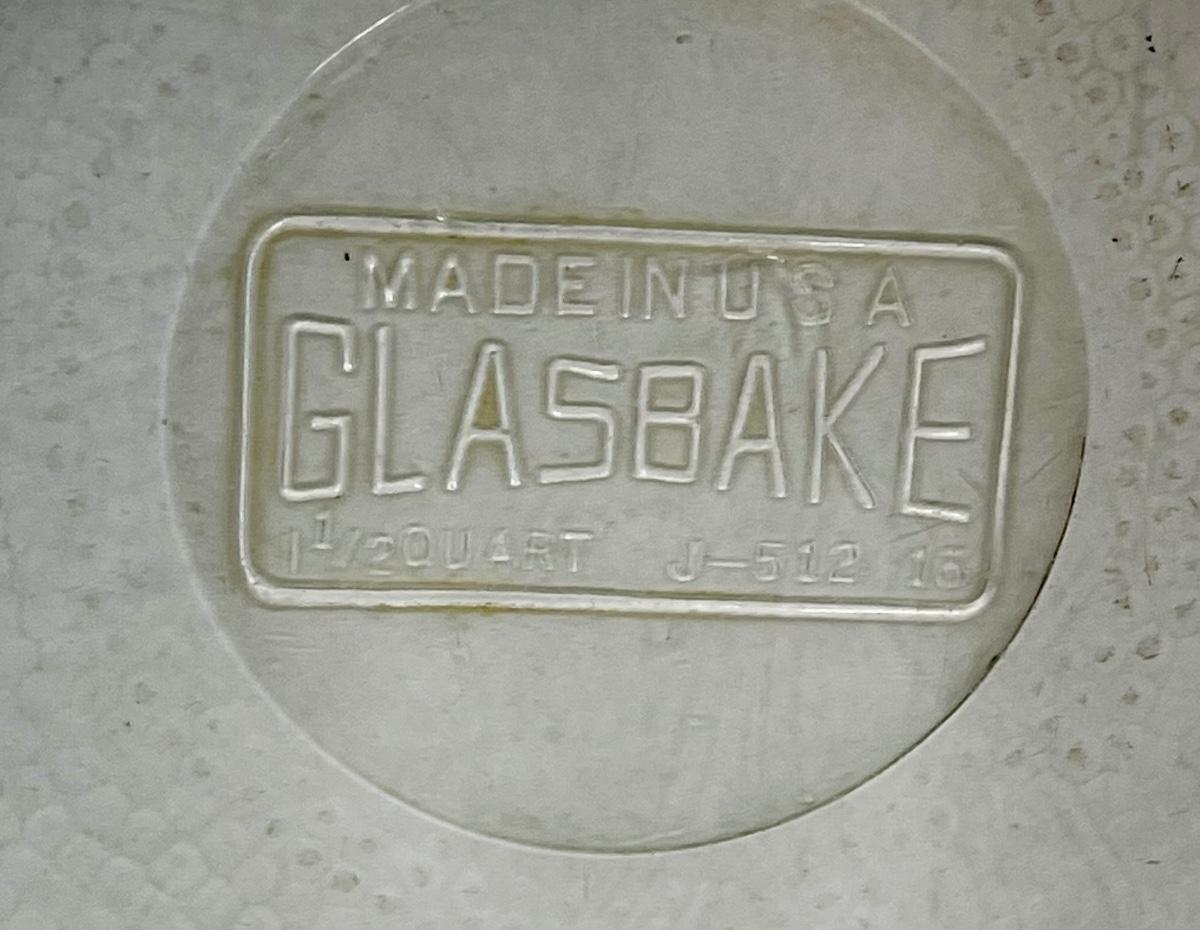 MADE IN U S A
GLASBAKE
1 1/2 QUART J-512 16